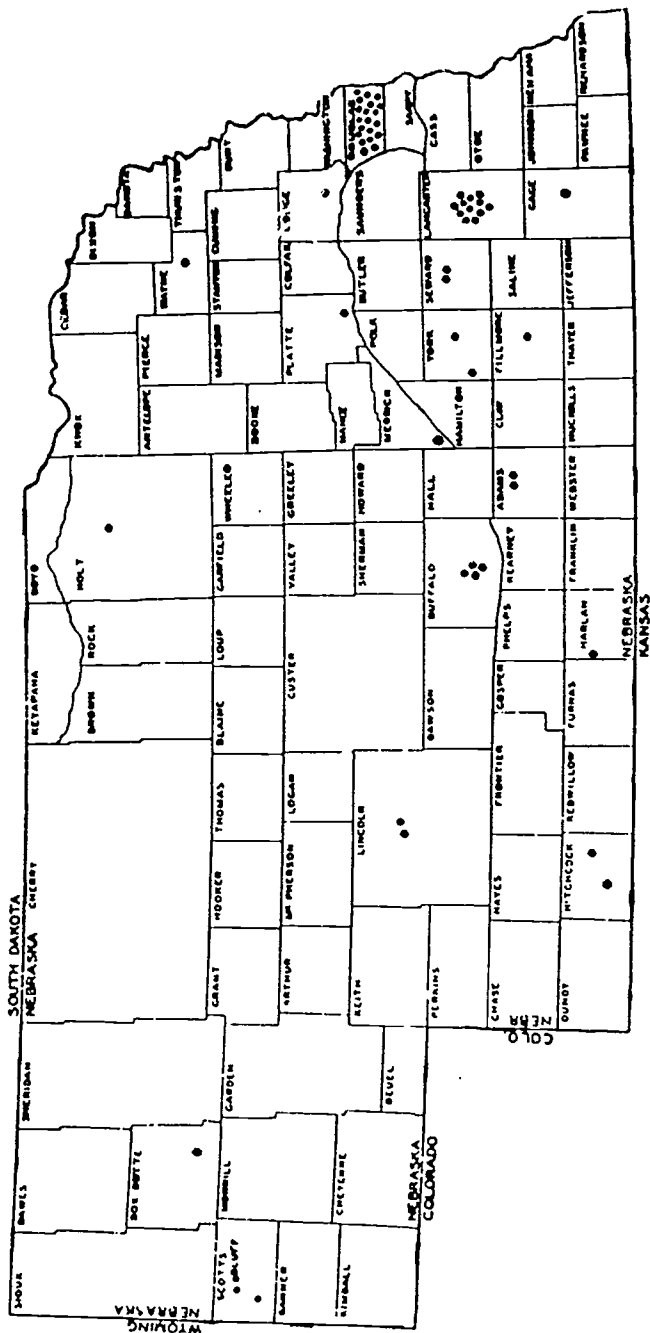 SOUTH DAKOTA
NEBRASKA
WYOMING
NEBRASKA
SIOUX
DAWES
SHERIDAN
CHERRY
KEYAPAHA
BOYD
BOX BUTTE
BROWN
ROCK
HOLT
KNOX
CEDAR
DIXON
DAKOTA
ANTELOPE
PIERCE
WAYNE
THURSTON
SCOTTS
BLUFF
MORRILL
GARDEN
GRANT
HOOKER
THOMAS
BLAINE
LOUP
GARFIELD
WHEELER
BOONE
MADISON
STANTON
CUMING
BURT
BANNER
ARTHUR
MC PHERSON
LOGAN
CUSTER
VALLEY
GREELEY
NANCE
PLATTE
COLFAX
DODGE
WASHINGTON
KIMBALL
CHEYENNE
DEUEL
KEITH
LINCOLN
SHERMAN
HOWARD
MERRICK
POLK
BUTLER
SAUNDERS
DOUGLAS
SARPY
NEBRASKA
COLORADO
PERKINS
DAWSON
BUFFALO
HALL
HAMILTON
YORK
SEWARD
LANCASTER
CASS
COLO
NEBR
CHASE
HAYES
FRONTIER
GOSPER
PHELPS
KEARNEY
ADAMS
CLAY
FILLMORE
SALINE
GAGE
OTOE
JOHNSON
NEMAHA
DUNDY
HITCHCOCK
REDWILLOW
FURNAS
HARLAN
FRANKLIN
WEBSTER
NUCKOLLS
THAYER
JEFFERSON
PAWNEE
RICHARDSON
NEBRASKA
KANSAS